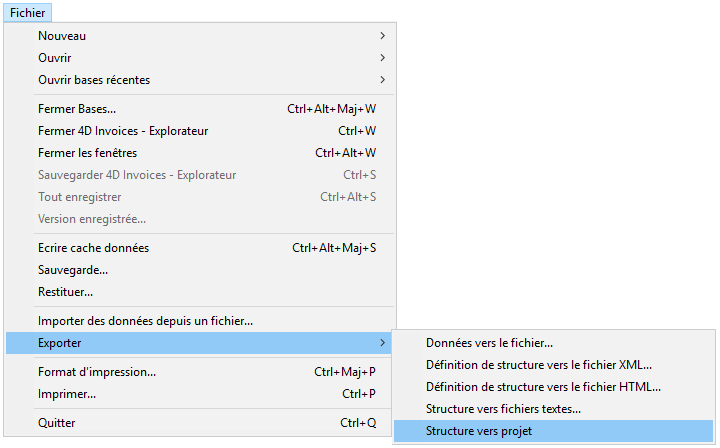 Fichier
Nouveau
Ouvrir
Ouvrir bases récentes
Fermer Bases... Ctrl+Alt+Maj+W
Fermer 4D Invoices - Explorateur Ctrl+W
Fermer les fenêtres Ctrl+Alt+W
Sauvegarder 4D Invoices - Explorateur Ctrl+S
Tout enregistrer Ctrl+Alt+S
Version enregistrée...
Ecrire cache données Ctrl+Alt+Maj+S
Sauvegarde...
Restituer...
Importer des données depuis un fichier...
Exporter
Format d'impression... Ctrl+Maj+P
Imprimer... Ctrl+P
Quitter Ctrl+Q
Données vers le fichier...
Définition de structure vers le fichier XML...
Définition de structure vers le fichier HTML...
Structure vers fichiers textes...
Structure vers projet